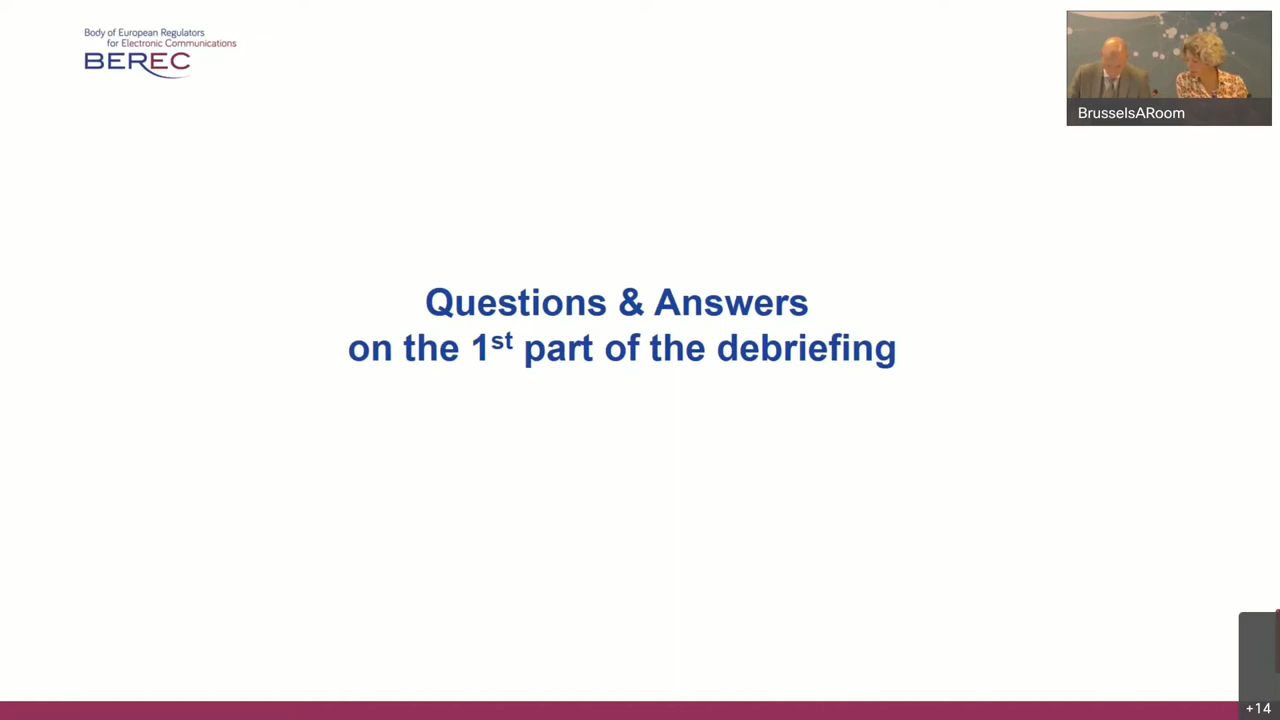 Body of European Regulators
for Electronic Communications
BEREC
BrusselsARoom
Questions & Answers
on the 1st part of the debriefing
+14